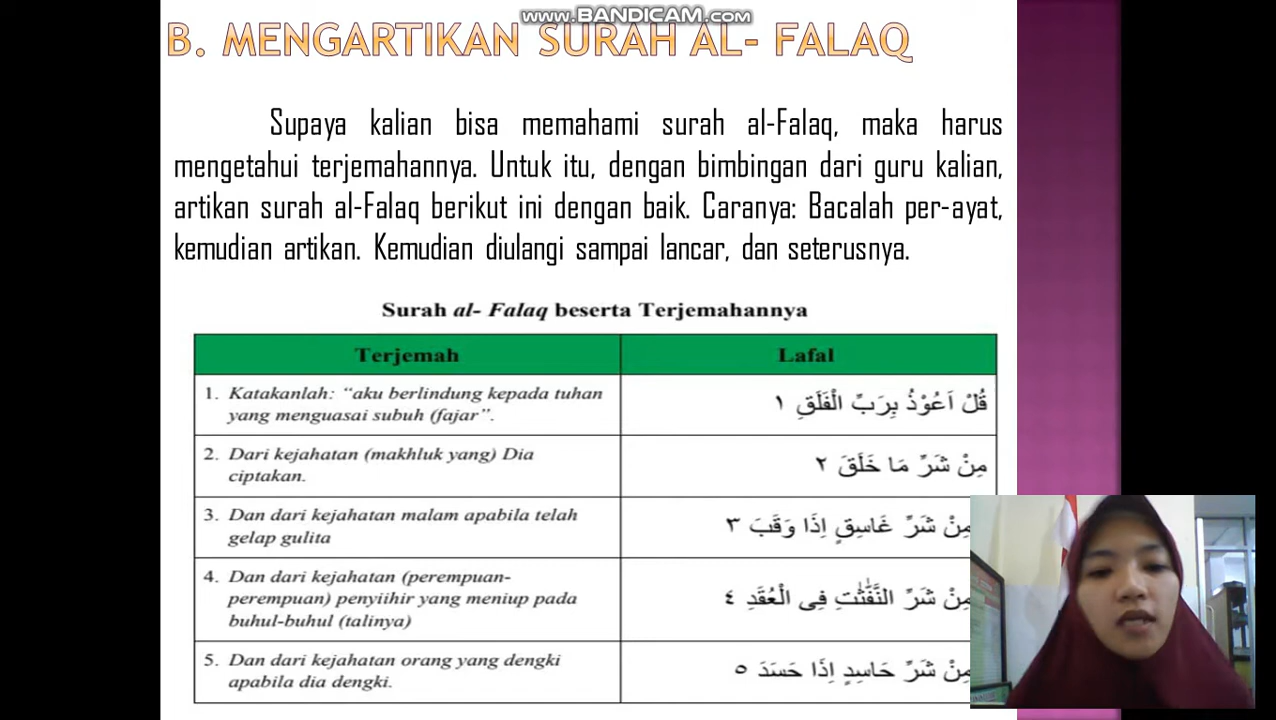 www.BANDICAM.com
B. MENGARTIKAN SURAH AL- FALAQ
Supaya kalian bisa memahami surah al-Falaq, maka harus
mengetahui terjemahannya. Untuk itu, dengan bimbingan dari guru kalian,
artikan surah al-Falaq berikut ini dengan baik. Caranya: Bacalah per-ayat,
kemudian artikan. Kemudian diulangi sampai lancar, dan seterusnya.
Surah al- Falaq beserta Terjemahannya
Terjemah
Lafal
1. Katakanlah: “aku berlindung kepada tuhan
yang menguasai subuh (fajar”.
قُلْ اَعُوْذُ بِرَبِّ الْفَلَقِ ١
2. Dari kejahatan (makhluk yang) Dia
ciptakan.
مِنْ شَرِّ مَا خَلَقَ ٢
3. Dan dari kejahatan malam apabila telah
gelap gulita
مِنْ شَرِّ غَاسِقٍ اِذَا وَقَبَ ٣
4. Dan dari kejahatan (perempuan-
perempuan) penyiihir yang meniup pada
buhul-buhul (talinya)
مِنْ شَرِّ النَّفّٰثٰتِ فِى الْعُقَدِ ٤
5. Dan dari kejahatan orang yang dengki
apabila dia dengki.
مِنْ شَرِّ حَاسِدٍ اِذَا حَسَدَ ٥